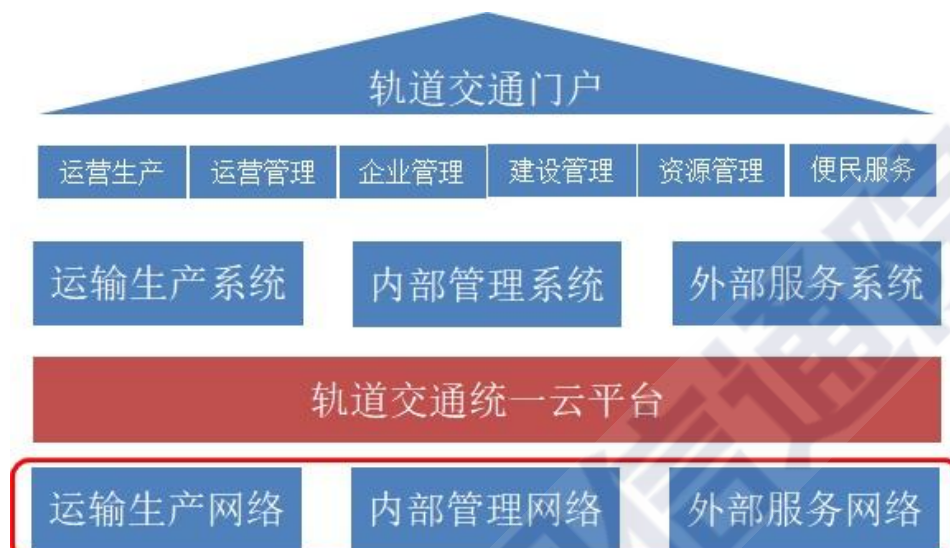 轨道交通门户
运营生产 运营管理 企业管理 建设管理 资源管理 便民服务
运输生产系统 内部管理系统 外部服务系统
轨道交通统一云平台
运输生产网络 内部管理网络 外部服务网络
信通院